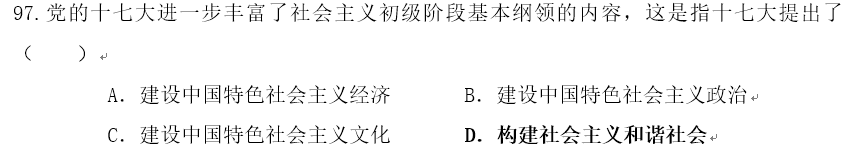 97.党的十七大进一步丰富了社会主义初级阶段基本纲领的内容，这是指十七大提出了
（　　）
A．建设中国特色社会主义经济　　B．建设中国特色社会主义政治
C．建设中国特色社会主义文化　　D．构建社会主义和谐社会